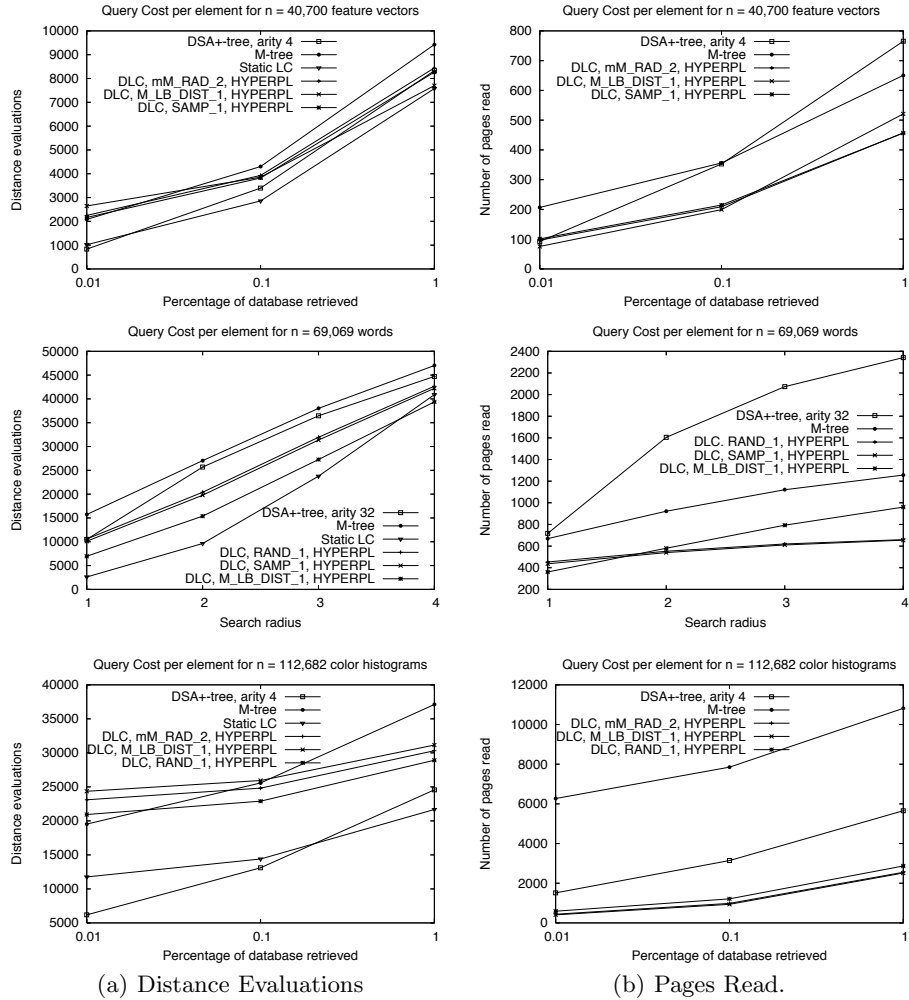 Query Cost per element for n = 40,700 feature vectors
10000
9000
8000
7000
6000
5000
4000
3000
2000
1000
0
Distance evaluations
DSA+-tree, arity 4
M-tree
Static LC
DLC, mM_RAD_2, HYPERPL
DLC, M_LB_DIST_1, HYPERPL
DLC, SAMP_1, HYPERPL
0.01
0.1
1
Percentage of database retrieved
Query Cost per element for n = 40,700 feature vectors
800
700
600
500
400
300
200
100
0
Number of pages read
DSA+-tree, arity 4
M-tree
DLC, mM_RAD_2, HYPERPL
DLC, M_LB_DIST_1, HYPERPL
DLC, SAMP_1, HYPERPL
0.01
0.1
1
Percentage of database retrieved
Query Cost per element for n = 69,069 words
50000
45000
40000
35000
30000
25000
20000
15000
10000
5000
0
Distance evaluations
DSA+-tree, arity 32
M-tree
Static LC
DLC, RAND_1, HYPERPL
DLC, SAMP_1, HYPERPL
DLC, M_LB_DIST_1, HYPERPL
1
2
3
4
Search radius
Query Cost per element for n = 69,069 words
2400
2200
2000
1800
1600
1400
1200
1000
800
600
400
200
Number of pages read
DSA+-tree, arity 32
M-tree
DLC. RAND_1, HYPERPL
DLC, SAMP_1, HYPERPL
DLC, M_LB_DIST_1, HYPERPL
1
2
3
4
Search radius
Query Cost per element for n = 112,682 color histograms
40000
35000
30000
25000
20000
15000
10000
5000
Distance evaluations
DSA+-tree, arity 4
M-tree
Static LC
DLC, mM_RAD_2, HYPERPL
DLC, M_LB_DIST_1, HYPERPL
DLC, RAND_1, HYPERPL
0.01
0.1
1
Percentage of database retrieved
Query Cost per element for n = 112,682 color histograms
12000
10000
8000
6000
4000
2000
0
Number of pages read
DSA+-tree, arity 4
M-tree
DLC, mM_RAD_2, HYPERPL
DLC, M_LB_DIST_1, HYPERPL
DLC, RAND_1, HYPERPL
0.01
0.1
1
Percentage of database retrieved
(a) Distance Evaluations
(b) Pages Read.